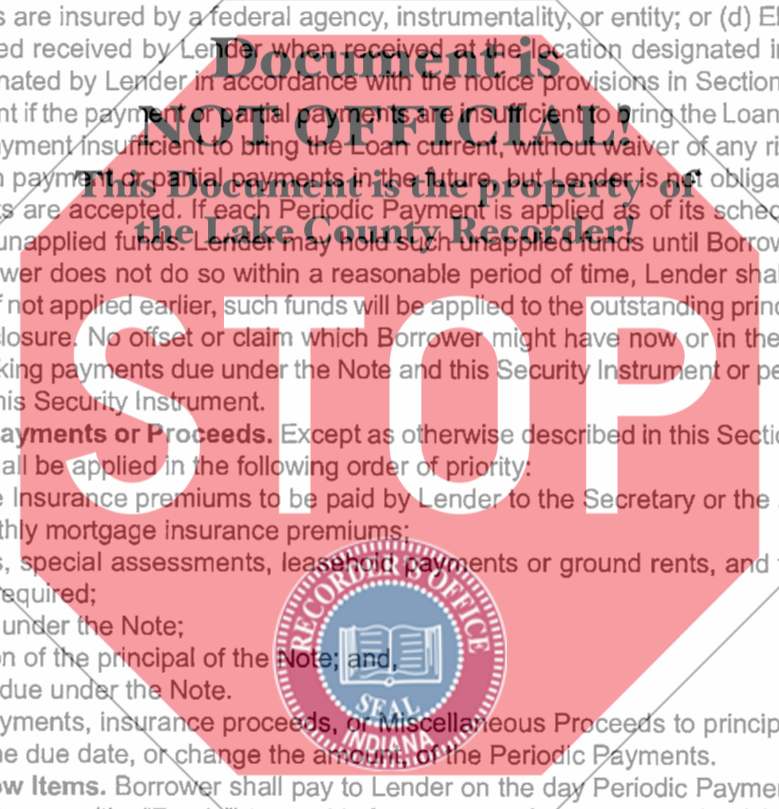 s are insured by a federal agency, instrumentality, or entity; or (d) El
ed received by Lender when received at the location designated i
Document is
nated by Lender in accordance with the notice provisions in Section
nt if the payment or partial payments are insufficient to bring the Loan
NOT OFFICIAL!
yment insufficient to bring the Loan current, without waiver of any ri
n payment or partial payments in the future, but Lender is not obliga
This Document is the property of
s are accepted. If each Periodic Payment is applied as of its sched
the Lake County Recorder!
unapplied funds. Lender may hold such unapplied funds until Borrow
wer does not do so within a reasonable period of time, Lender shal
f not applied earlier, such funds will be applied to the outstanding princ
closure. No offset or claim which Borrower might have now or in the
king payments due under the Note and this Security Instrument or pe
his Security Instrument.
STOP
ayments or Proceeds. Except as otherwise described in this Sectio
all be applied in the following order of priority:
e Insurance premiums to be paid by Lender to the Secretary or the
thly mortgage insurance premiums;
s, special assessments, leasehold payments or ground rents, and
equired;
under the Note;
on of the principal of the Note; and,
due under the Note.
RECORDER'S OFFICE
SEAL
INDIANA
yments, insurance proceeds, or Miscellaneous Proceeds to princip
he due date, or change the amount, of the Periodic Payments.
ow Items. Borrower shall pay to Lender on the day Periodic Payme